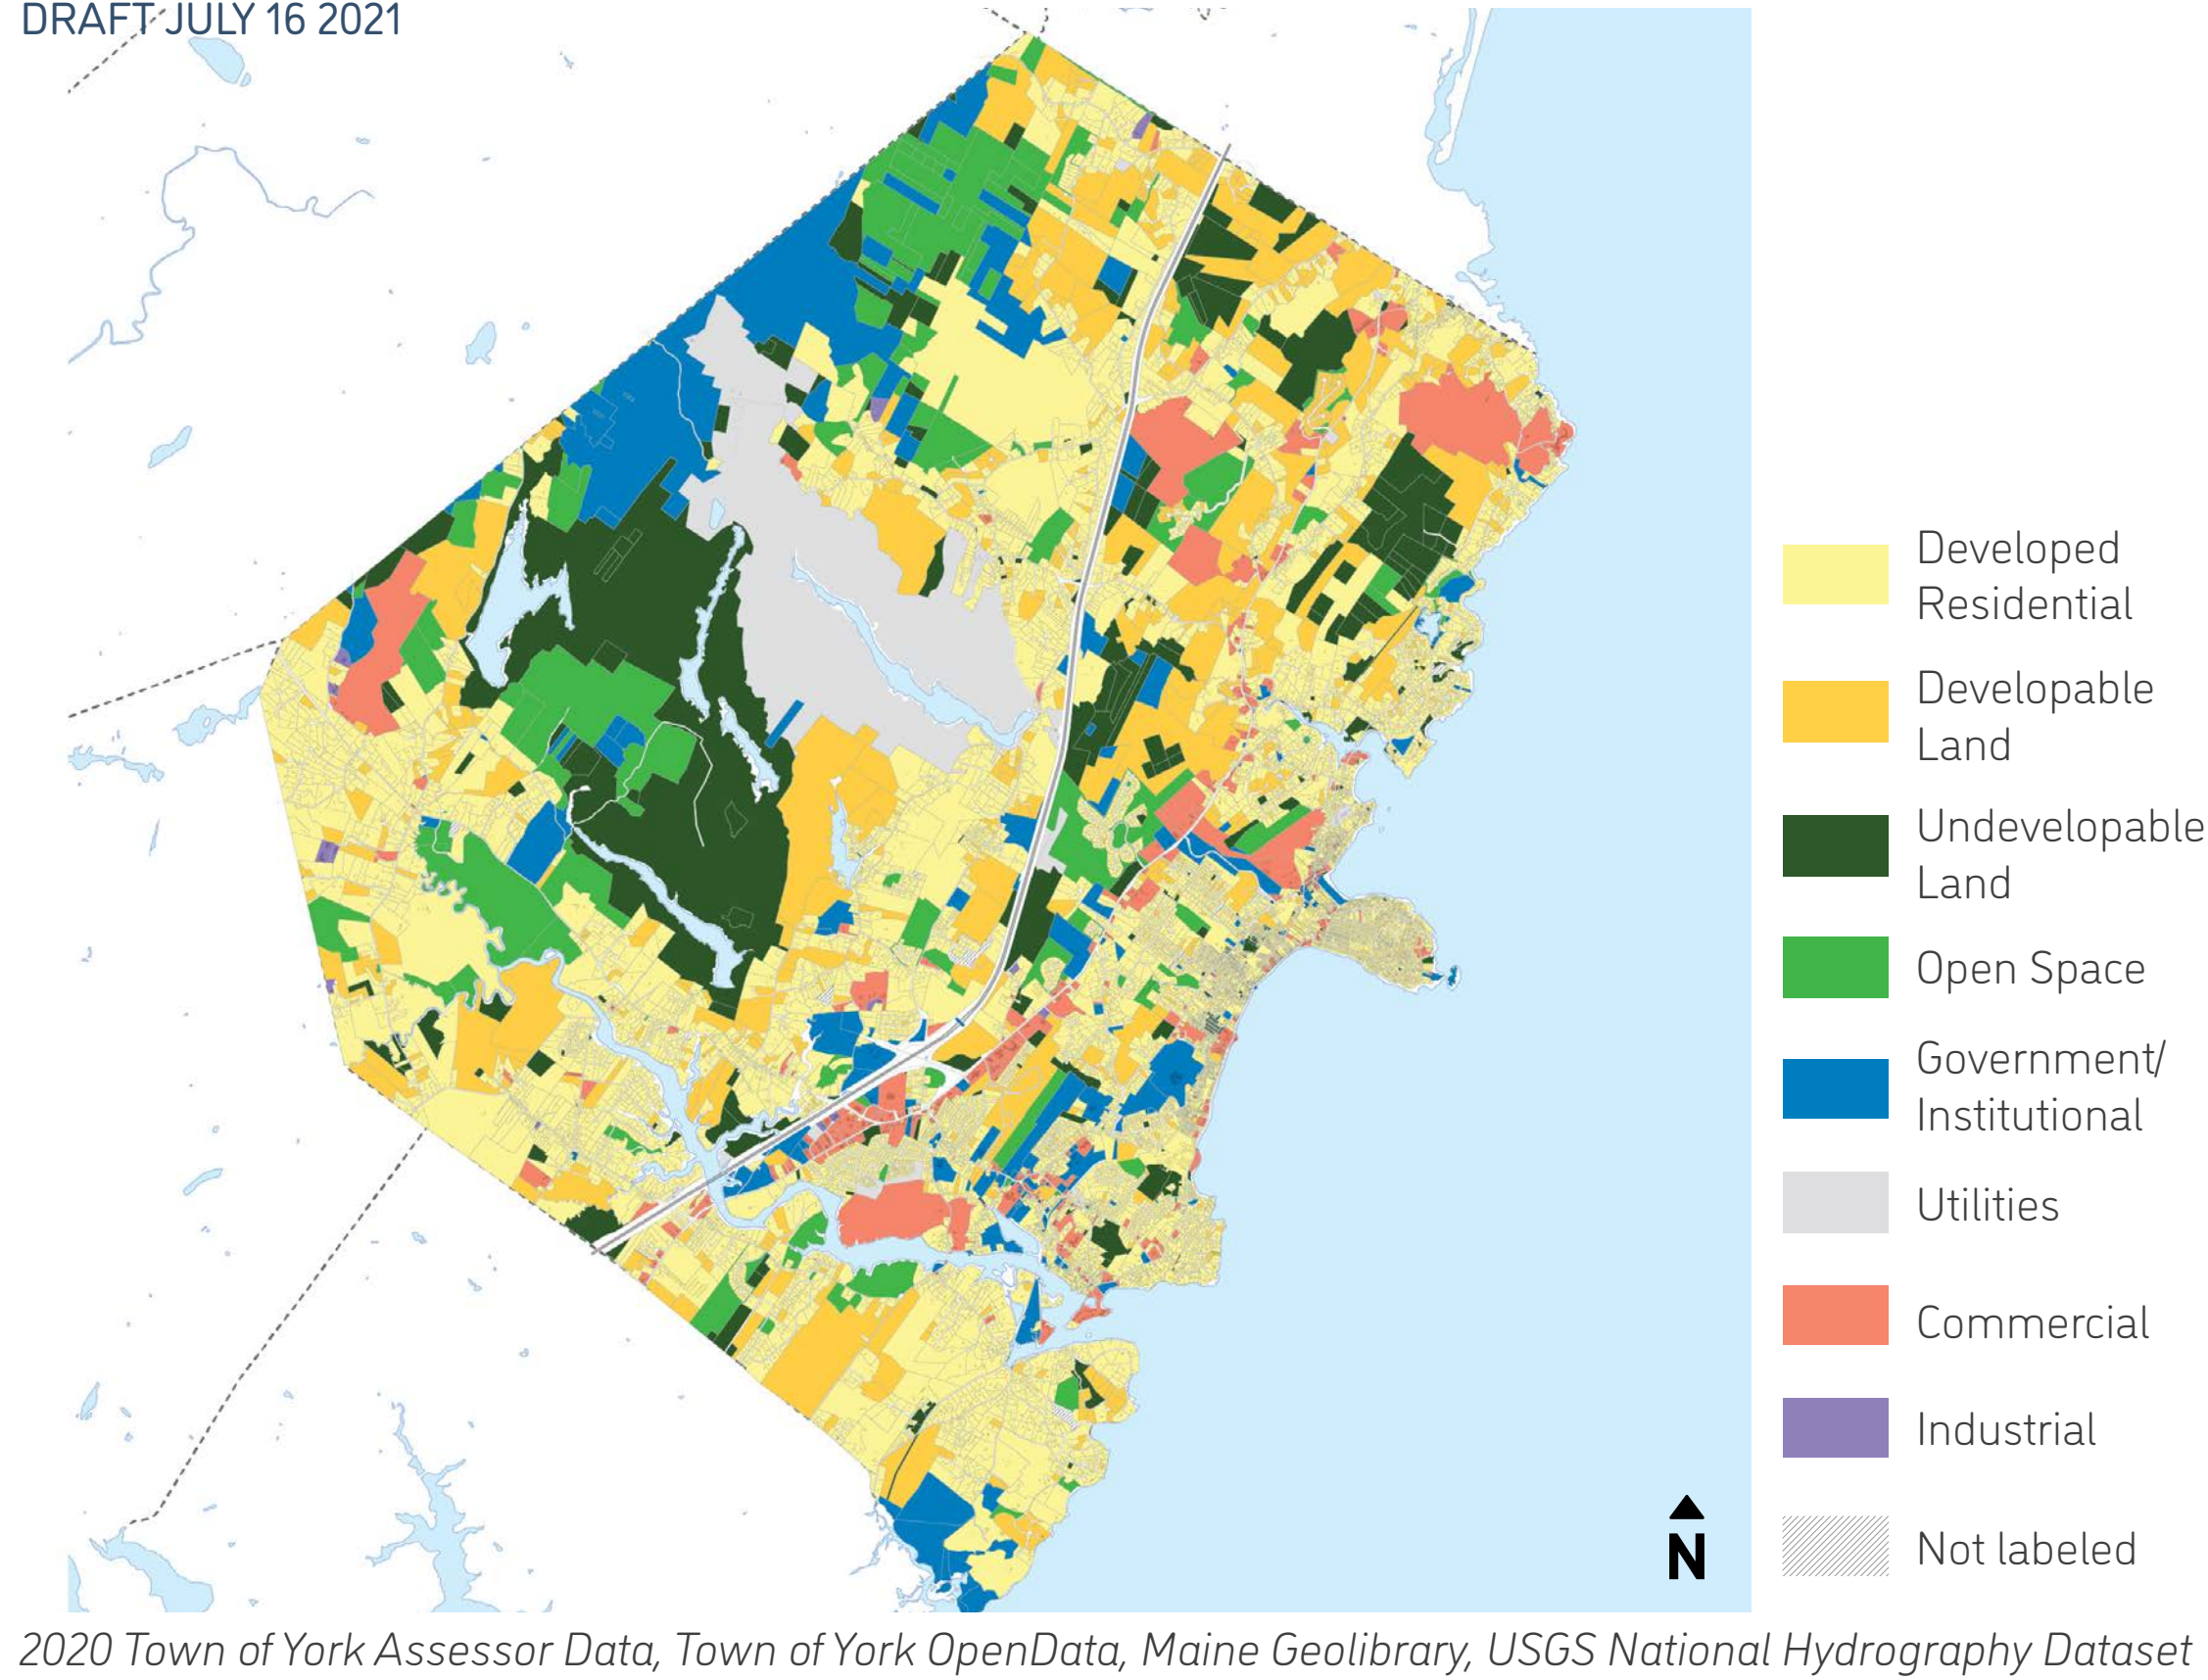 DRAFT JULY 16 2021
Developed
Residential
Developable
Land
Undevelopable
Land
Open Space
Government/
Institutional
Utilities
Commercial
Industrial
Not labeled
N
2020 Town of York Assessor Data, Town of York OpenData, Maine Geolibrary, USGS National Hydrography Dataset